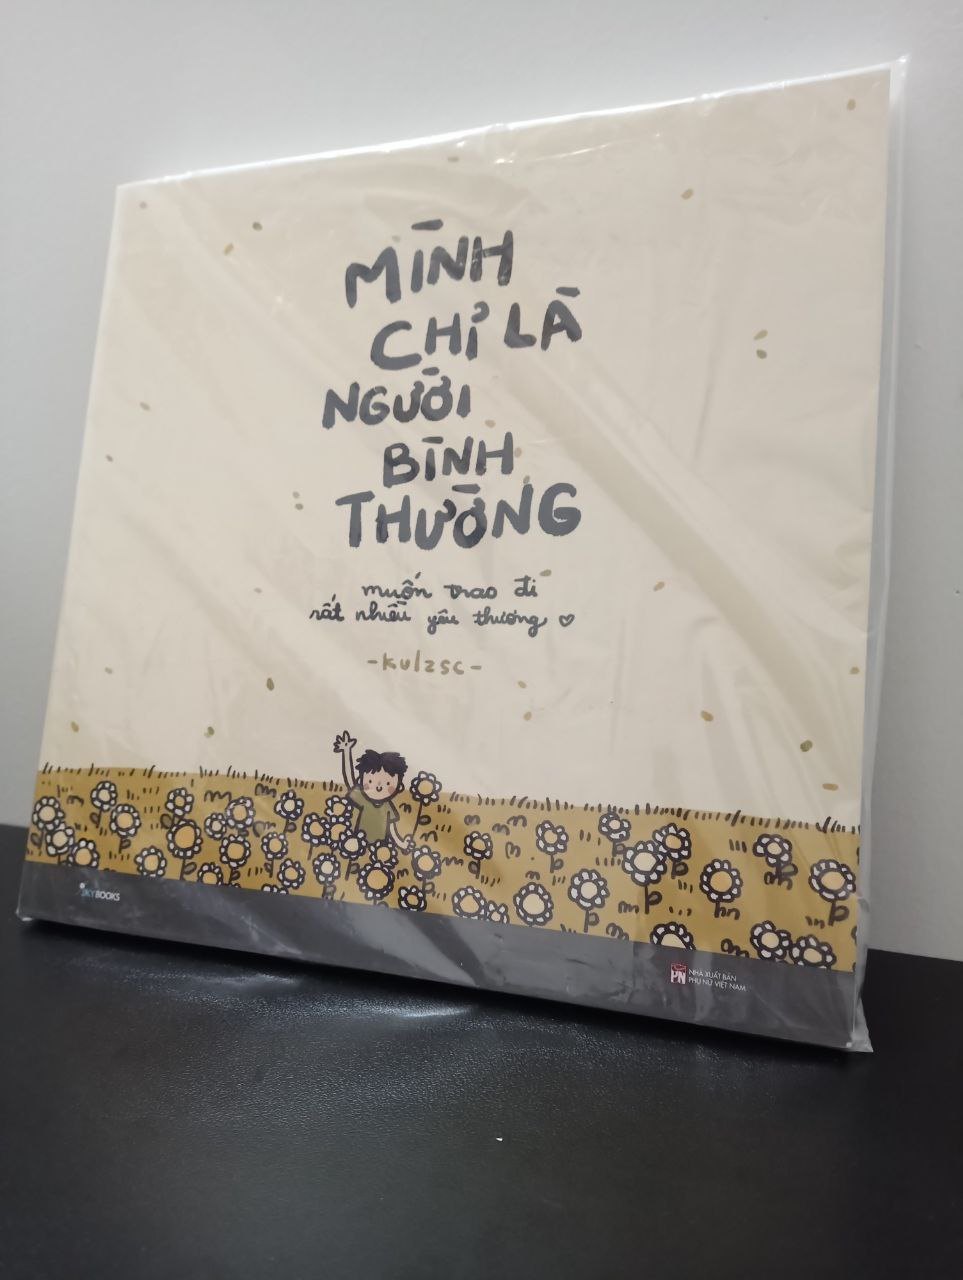 MÌNH
CHỈ LÀ
NGƯỜI
BÌNH
THƯỜNG
muốn trao đi
rất nhiều yêu thương ♡
-kulzsc-
SKYBOOKS
PN
NHÀ XUẤT BẢN
PHỤ NỮ VIỆT NAM